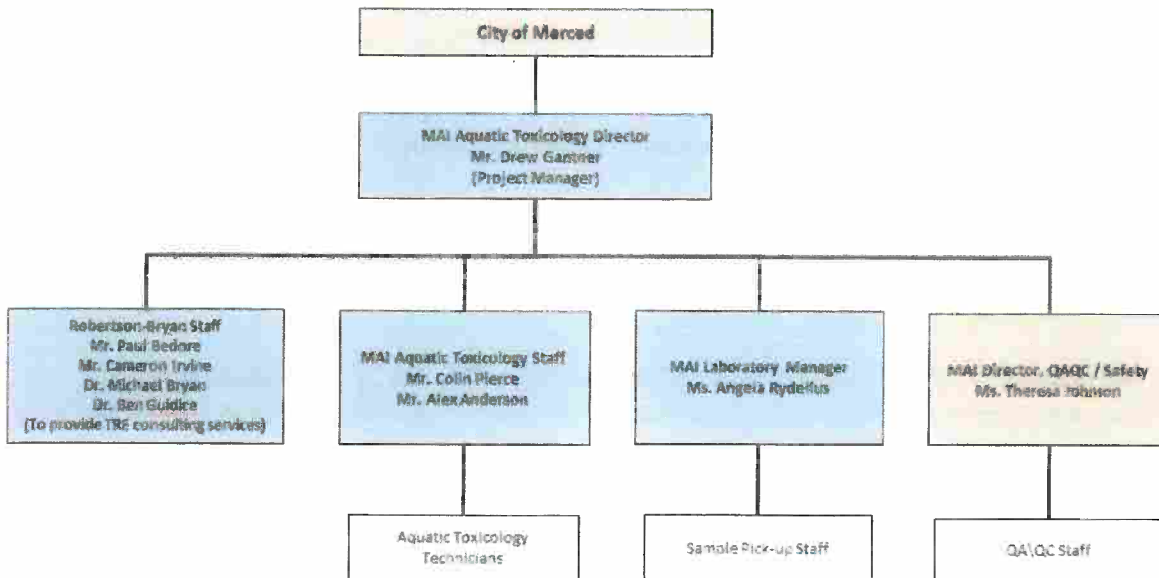 City of Merced
MAI Aquatic Toxicology Director
Mr. Drew Gantner
(Project Manager)
Robertson-Bryan Staff
Mr. Paul Bedore
Mr. Cameron Irvine
Dr. Michael Bryan
Dr. Ben Guidice
(To provide TRE consulting services)
MAI Aquatic Toxicology Staff
Mr. Colin Pierce
Mr. Alex Anderson
MAI Laboratory Manager
Ms. Angela Rydelius
MAI Director, QAQC / Safety
Ms. Theresa Johnson
Aquatic Toxicology
Technicians
Sample Pick-up Staff
QA\QC Staff